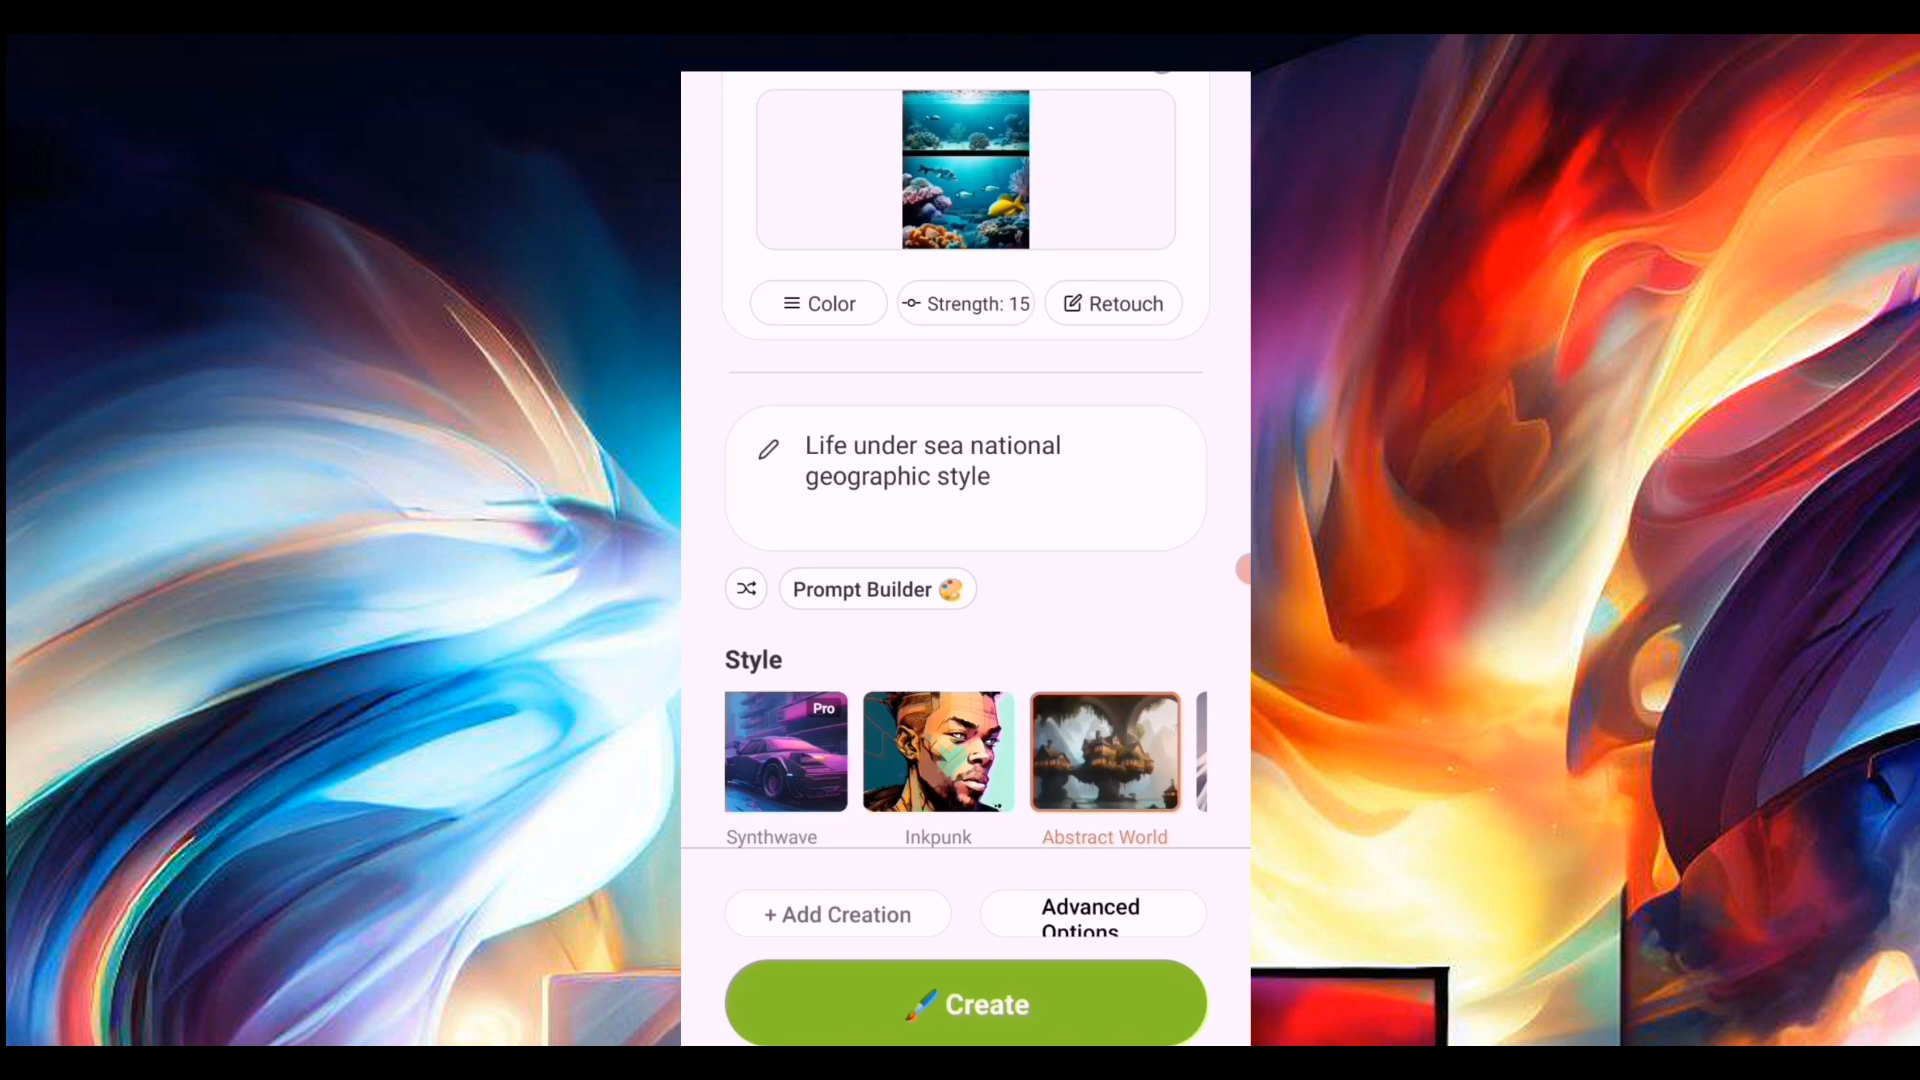 Color
Strength: 15
Retouch
Life under sea national
geographic style
Prompt Builder
Style
Pro
Synthwave
Inkpunk
Abstract World
+ Add Creation
Advanced
Options
Create